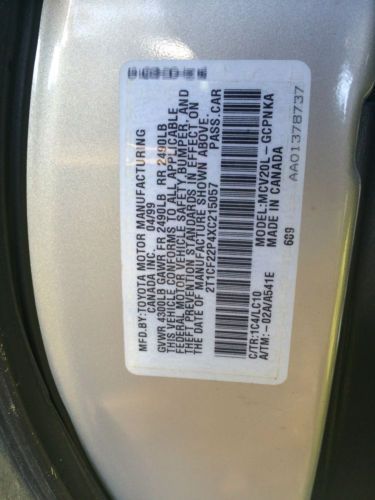 MFD.BY:TOYOTA MOTOR MANUFACTURING
CANADA INC. 04/99
GVWR 4300LB GAWR FR 2490LB RR 2490LB
THIS VEHICLE CONFORMS TO ALL APPLICABLE
FEDERAL MOTOR VEHICLE SAFETY, BUMPER, AND
THEFT PREVENTION STANDARDS IN EFFECT ON
THE DATE OF MANUFACTURE SHOWN ABOVE.
2T1CF22P4XC215057 PASS.CAR
C/TR:1C4/LC10 MODEL:MCV20L-GCPNKA
A/TM:-02A/A541E MADE IN CANADA
689
AA01378737